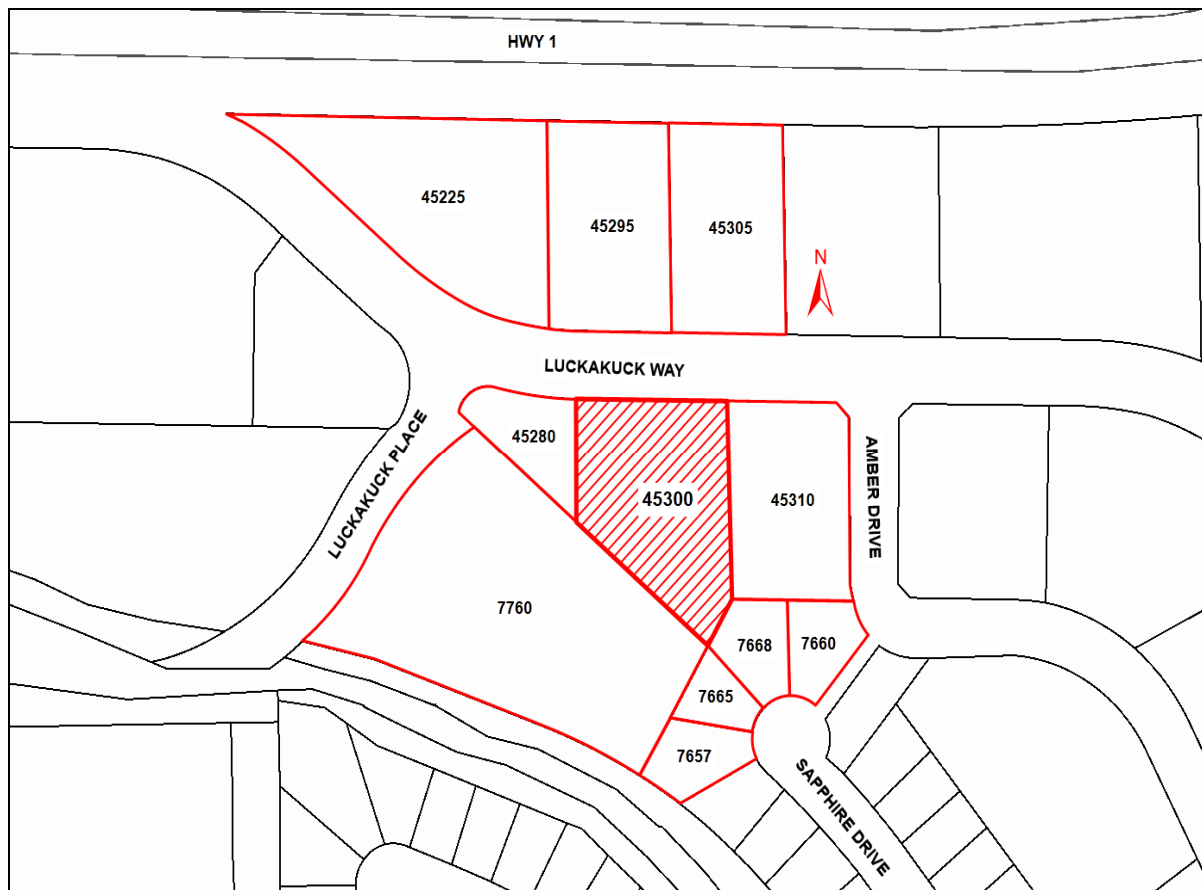 HWY 1
45225
45295
45305
N
LUCKAKUCK WAY
45280
LUCKAKUCK PLACE
45300
45310
AMBER DRIVE
7760
7668
7660
7665
7657
SAPPHIRE DRIVE